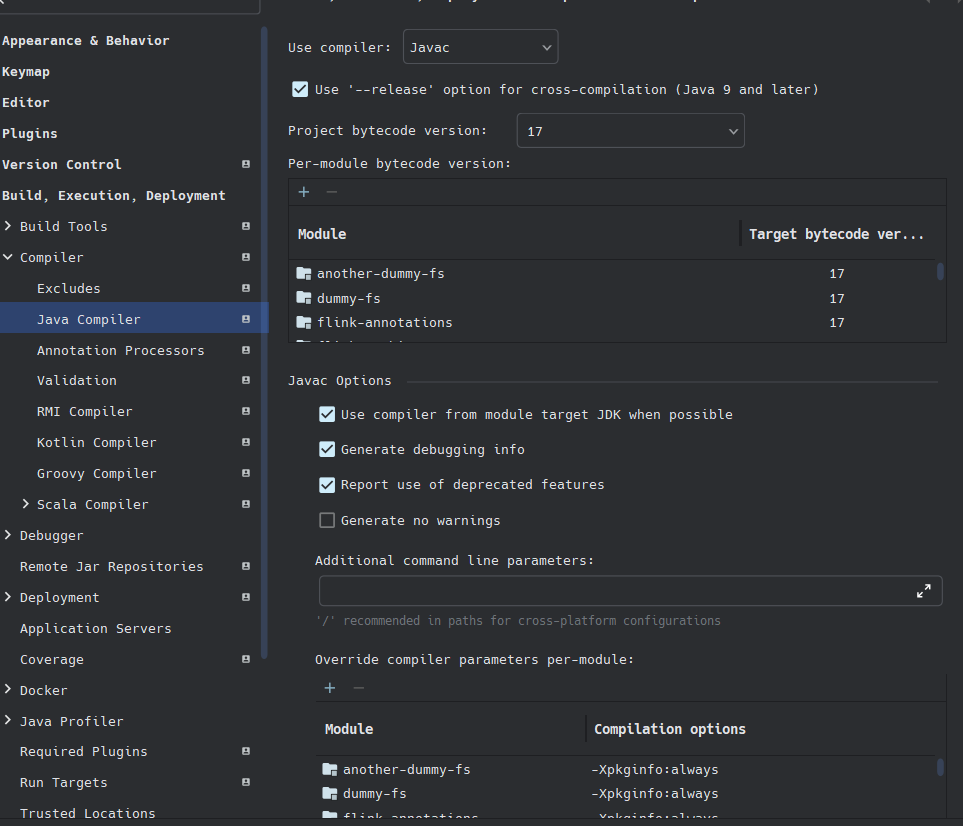 Appearance & Behavior
Keymap
Editor
Plugins
Version Control
Build, Execution, Deployment
Build Tools
Compiler
Excludes
Java Compiler
Annotation Processors
Validation
RMI Compiler
Kotlin Compiler
Groovy Compiler
Scala Compiler
Debugger
Remote Jar Repositories
Deployment
Application Servers
Coverage
Docker
Java Profiler
Required Plugins
Run Targets
Trusted Locations
Use compiler: Javac
Use '--release' option for cross-compilation (Java 9 and later)
Project bytecode version: 17
Per-module bytecode version:
Module Target bytecode ver...
another-dummy-fs 17
dummy-fs 17
flink-annotations 17
Javac Options
Use compiler from module target JDK when possible
Generate debugging info
Report use of deprecated features
Generate no warnings
Additional command line parameters:
'/' recommended in paths for cross-platform configurations
Override compiler parameters per-module:
Module Compilation options
another-dummy-fs -Xpkginfo:always
dummy-fs -Xpkginfo:always
flink-annotations -Xpkginfo:always